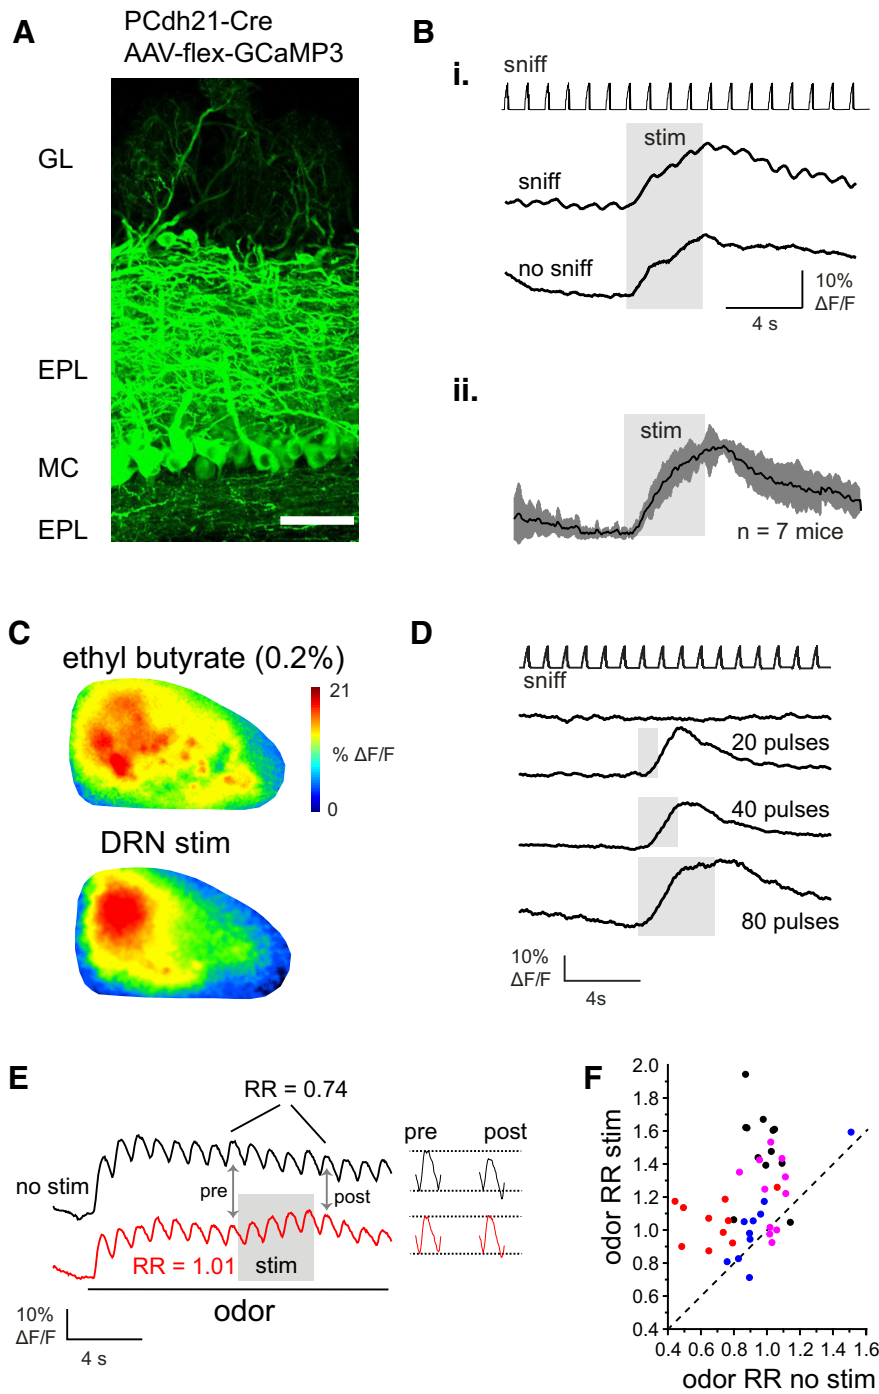 A
PCdh21-Cre
AAV-flex-GCaMP3
GL
EPL
MC
EPL
B
i.
sniff
stim
sniff
no sniff
10%
ΔF/F
4 s
ii.
stim
n = 7 mice
C
ethyl butyrate (0.2%)
21
% ΔF/F
0
DRN stim
D
sniff
20 pulses
40 pulses
80 pulses
10%
ΔF/F
4s
E
RR = 0.74
no stim
pre
post
RR = 1.01
stim
odor
10%
ΔF/F
4 s
pre
post
F
odor RR stim
2.0
1.8
1.6
1.4
1.2
1.0
0.8
0.6
0.4
0.4 0.6 0.8 1.0 1.2 1.4 1.6
odor RR no stim